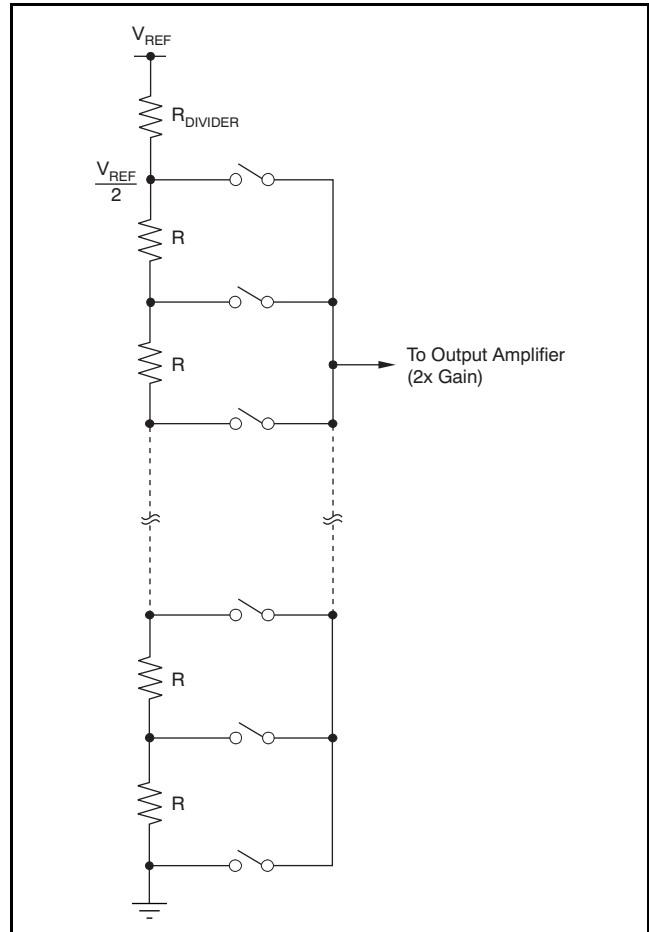 VREF
RDIVIDER
VREF
2
R
R
To Output Amplifier
(2x Gain)
R
R